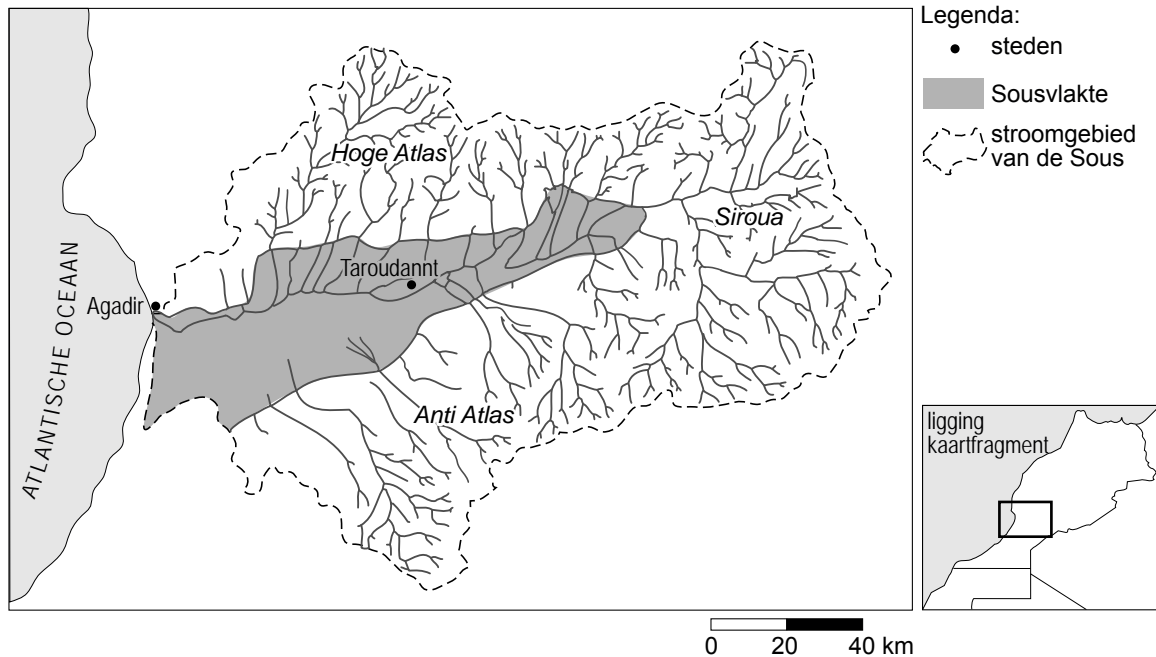 Legenda:
steden
Sousvlakte
stroomgebied
van de Sous
Hoge Atlas
Siroua
Taroudannt
Agadir
ATLANTISCHE OCEAAN
Anti Atlas
ligging
kaartfragment
0 20 40 km